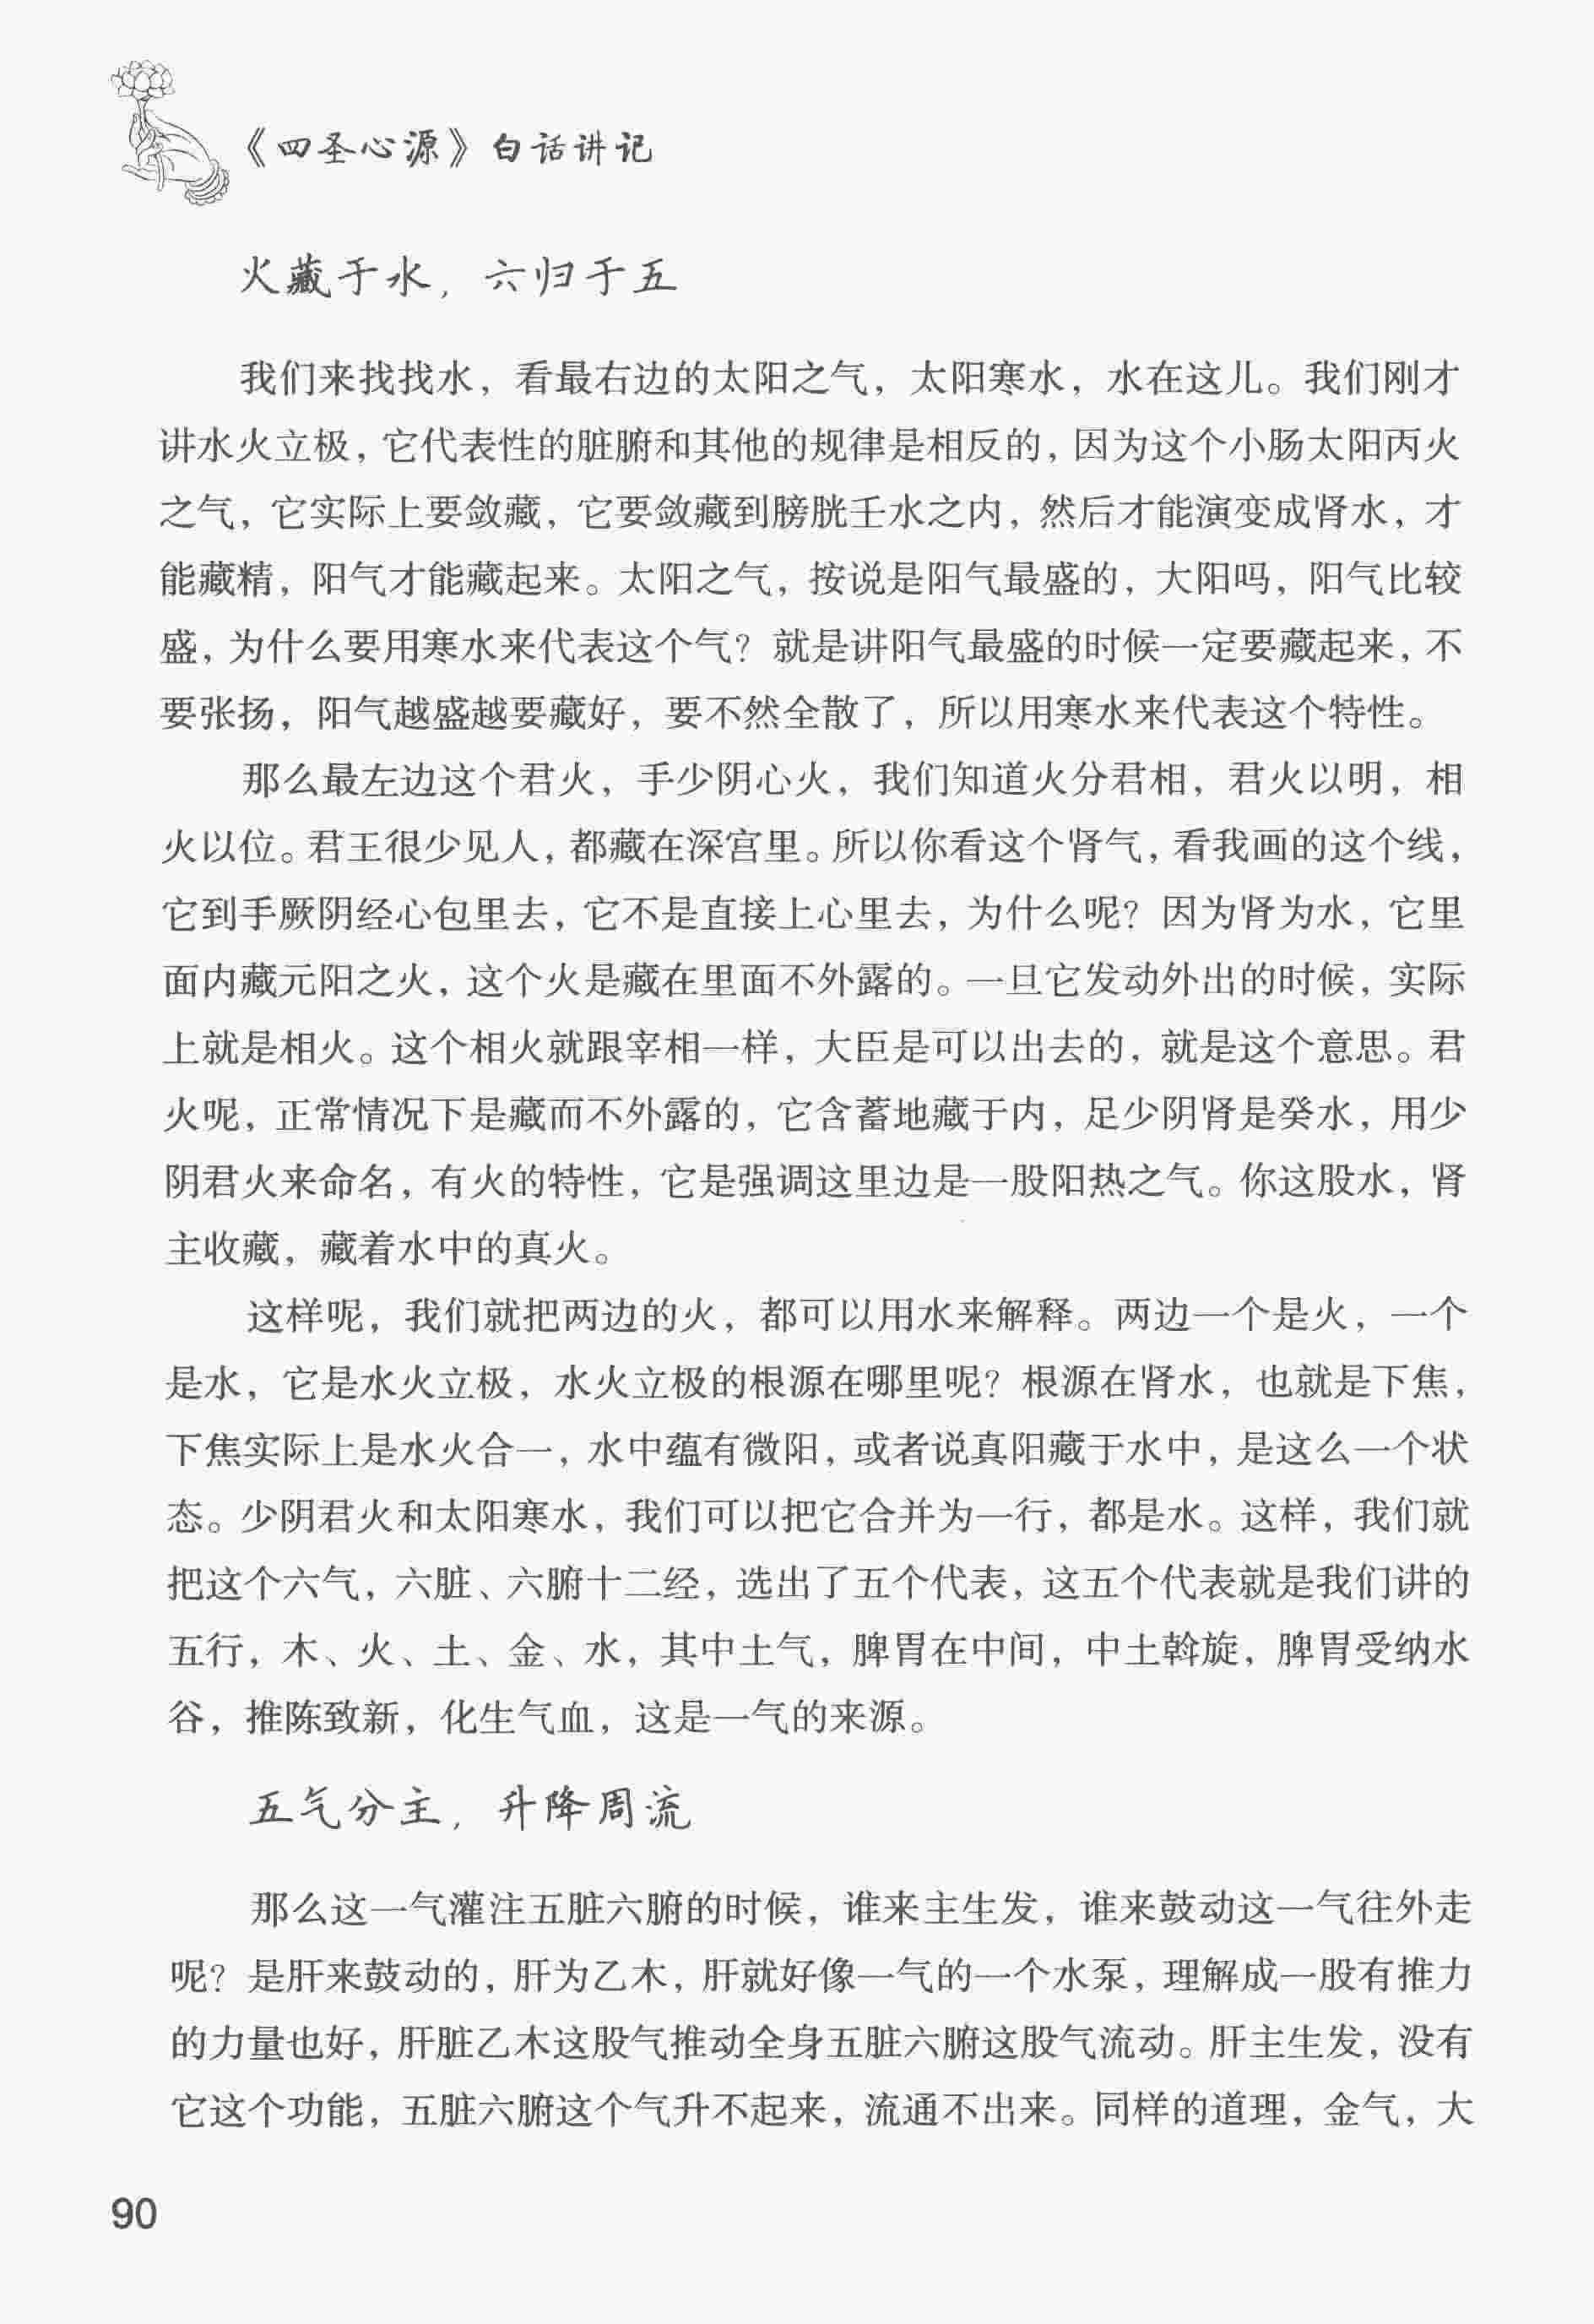 《四圣心源》白话讲记
火藏于水，六归于五
我们来找找水，看最右边的太阳之气，太阳寒水，水在这儿。我们刚才
讲水火立极，它代表性的脏腑和其他的规律是相反的，因为这个小肠太阳丙火
之气，它实际上要敛藏，它要敛藏到膀胱壬水之内，然后才能演变成肾水，才
能藏精，阳气才能藏起来。太阳之气，按说是阳气最盛的，大阳吗，阳气比较
盛，为什么要用寒水来代表这个气？就是讲阳气最盛的时候一定要藏起来，不
要张扬，阳气越盛越要藏好，要不然全散了，所以用寒水来代表这个特性。
那么最左边这个君火，手少阴心火，我们知道火分君相，君火以明，相
火以位。君王很少见人，都藏在深宫里。所以你看这个肾气，看我画的这个线，
它到手厥阴经心包里去，它不是直接上心里去，为什么呢？因为肾为水，它里
面内藏元阳之火，这个火是藏在里面不外露的。一旦它发动外出的时候，实际
上就是相火。这个相火就跟宰相一样，大臣是可以出去的，就是这个意思。君
火呢，正常情况下是藏而不外露的，它含蓄地藏于内，足少阴肾是癸水，用少
阴君火来命名，有火的特性，它是强调这里边是一股阳热之气。你这股水，肾
主收藏，藏着水中的真火。
这样呢，我们就把两边的火，都可以用水来解释。两边一个是火，一个
是水，它是水火立极，水火立极的根源在哪里呢？根源在肾水，也就是下焦，
下焦实际上是水火合一，水中蕴有微阳，或者说真阳藏于水中，是这么一个状
态。少阴君火和太阳寒水，我们可以把它合并为一行，都是水。这样，我们就
把这个六气，六脏、六腑十二经，选出了五个代表，这五个代表就是我们讲的
五行，木、火、土、金、水，其中土气，脾胃在中间，中土斡旋，脾胃受纳水
谷，推陈致新，化生气血，这是一气的来源。
五气分主，升降周流
那么这一气灌注五脏六腑的时候，谁来主生发，谁来鼓动这一气往外走
呢？是肝来鼓动的，肝为乙木，肝就好像一气的一个水泵，理解成一股有推力
的力量也好，肝脏乙木这股气推动全身五脏六腑这股气流动。肝主生发，没有
它这个功能，五脏六腑这个气升不起来，流通不出来。同样的道理，金气，大
90